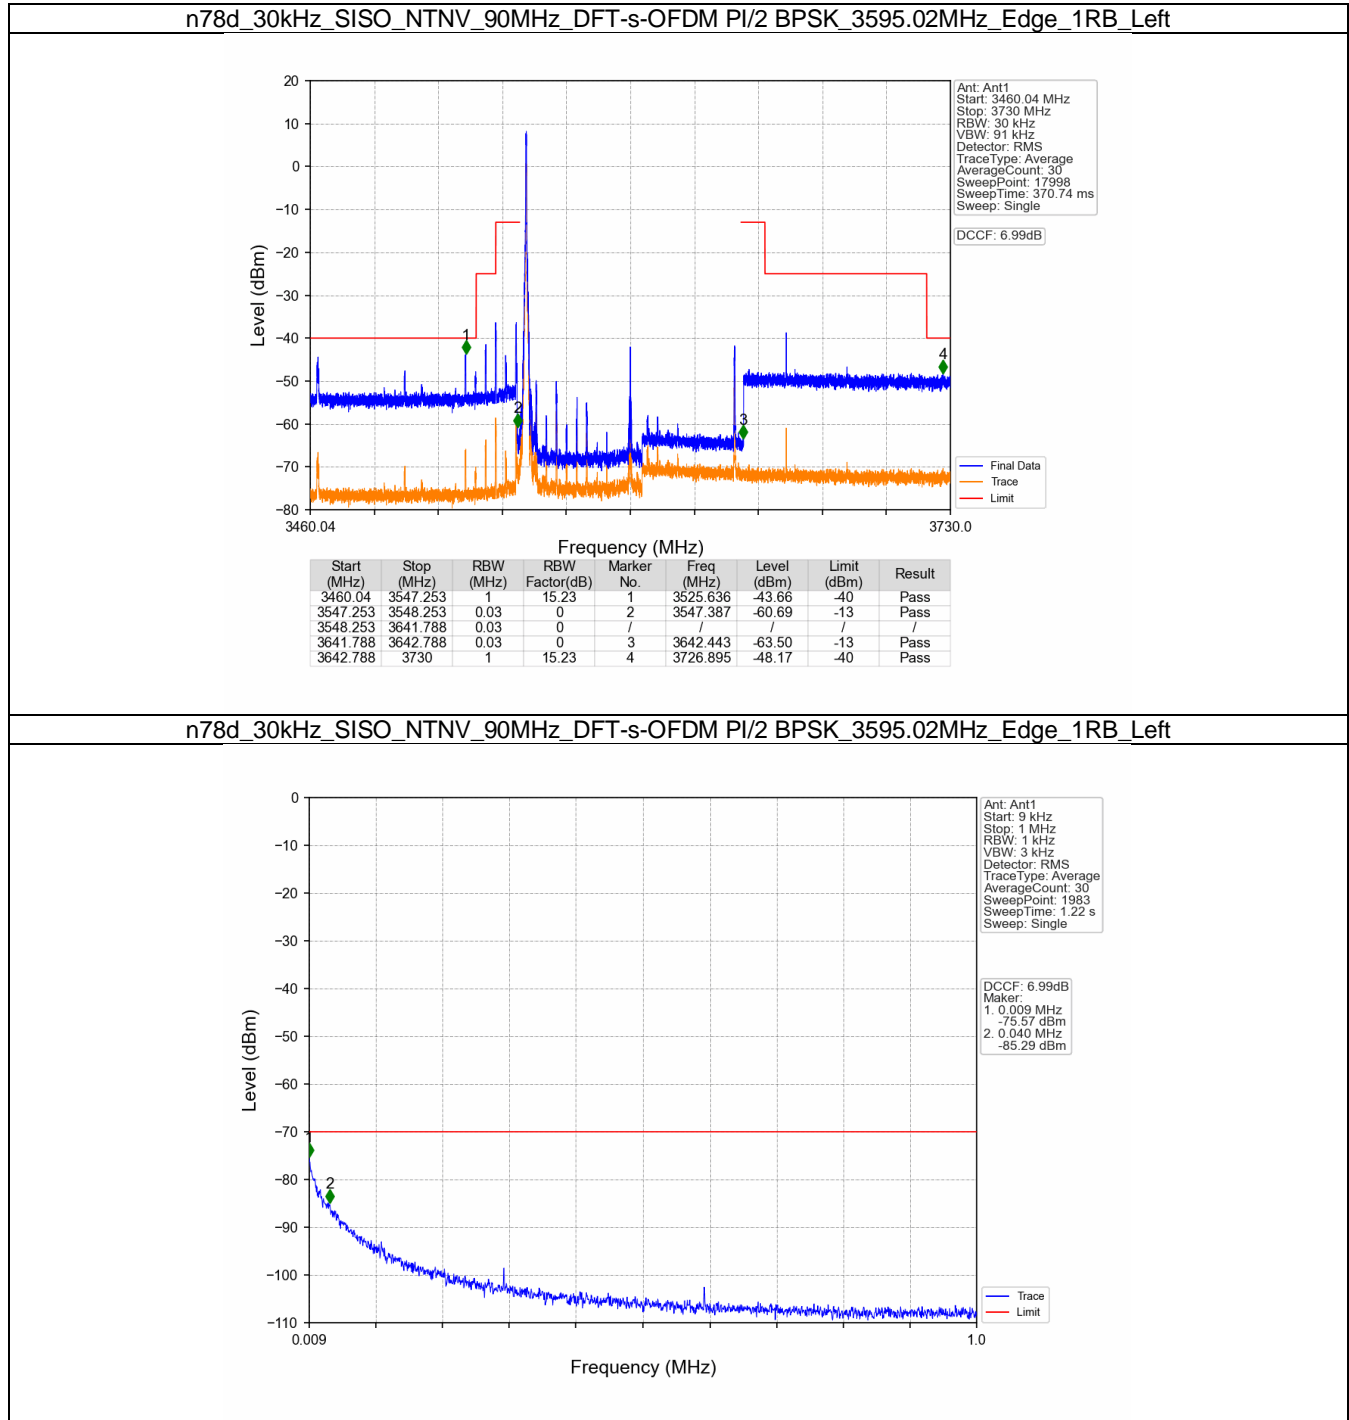 n78d_30kHz_SISO_NTNV_90MHz_DFT-s-OFDM PI/2 BPSK_3595.02MHz_Edge_1RB_Left
20
10
0
−10
−20
−30
−40
−50
−60
−70
−80
Level (dBm)
1
2
3
4
3460.04
3730.0
Frequency (MHz)
Ant: Ant1
Start: 3460.04 MHz
Stop: 3730 MHz
RBW: 30 kHz
VBW: 91 kHz
Detector: RMS
TraceType: Average
AverageCount: 30
SweepPoint: 17998
SweepTime: 370.74 ms
Sweep: Single
DCCF: 6.99dB
Final Data
Trace
Limit
Start (MHz) Stop (MHz) RBW (MHz) RBW Factor(dB) Marker No. Freq (MHz) Level (dBm) Limit (dBm) Result
3460.04 3547.253 1 15.23 1 3525.636 -43.66 -40 Pass
3547.253 3548.253 0.03 0 2 3547.387 -60.69 -13 Pass
3548.253 3641.788 0.03 0 / / / / /
3641.788 3642.788 0.03 0 3 3642.443 -63.50 -13 Pass
3642.788 3730 1 15.23 4 3726.895 -48.17 -40 Pass
n78d_30kHz_SISO_NTNV_90MHz_DFT-s-OFDM PI/2 BPSK_3595.02MHz_Edge_1RB_Left
0
−10
−20
−30
−40
−50
−60
−70
−80
−90
−100
−110
Level (dBm)
2
0.009
1.0
Frequency (MHz)
Ant: Ant1
Start: 9 kHz
Stop: 1 MHz
RBW: 1 kHz
VBW: 3 kHz
Detector: RMS
TraceType: Average
AverageCount: 30
SweepPoint: 1983
SweepTime: 1.22 s
Sweep: Single
DCCF: 6.99dB
Maker:
1. 0.009 MHz
-75.57 dBm
2. 0.040 MHz
-85.29 dBm
Trace
Limit